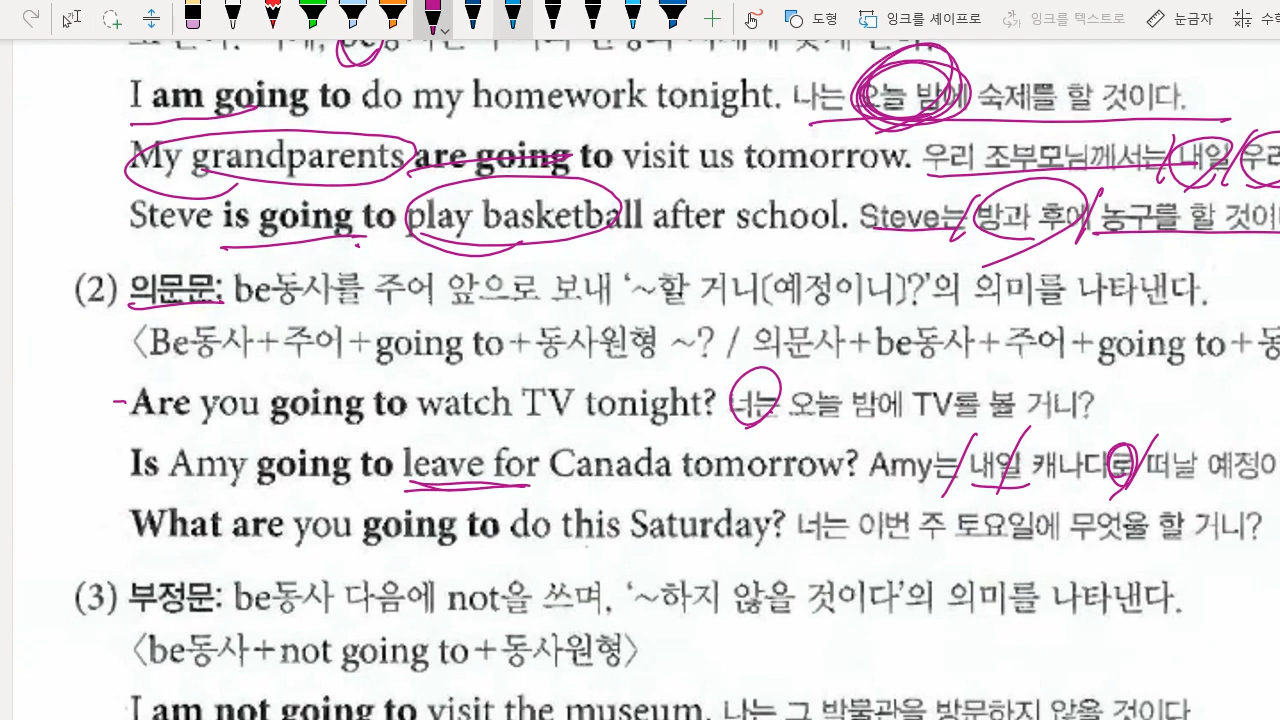 도형 잉크를 셰이프로 잉크를 텍스트로 눈금자
I am going to do my homework tonight. 나는 오늘 밤에 숙제를 할 것이다.
My grandparents are going to visit us tomorrow. 우리 조부모님께서는 내일
Steve is going to play basketball after school. Steve는 방과 후에 농구를 할
(2) 의문문: be동사를 주어 앞으로 보내 '~할 거니(예정이니)?'의 의미를 나타낸다.
〈Be동사+주어+going to+동사원형 ~? / 의문사+be동사+주어+going to+
Are you going to watch TV tonight? 너는 오늘 밤에 TV를 볼 거니?
Is Amy going to leave for Canada tomorrow? Amy는 내일 캐나다로 떠날
What are you going to do this Saturday? 너는 이번 주 토요일에 무엇을 할 거니?
(3) 부정문: be동사 다음에 not을 쓰며, '~하지 않을 것이다'의 의미를 나타낸다.
〈be동사+not going to+동사원형〉
I am not going to visit the museum. 나는 그 박물관을 방문하지 않을 것이다